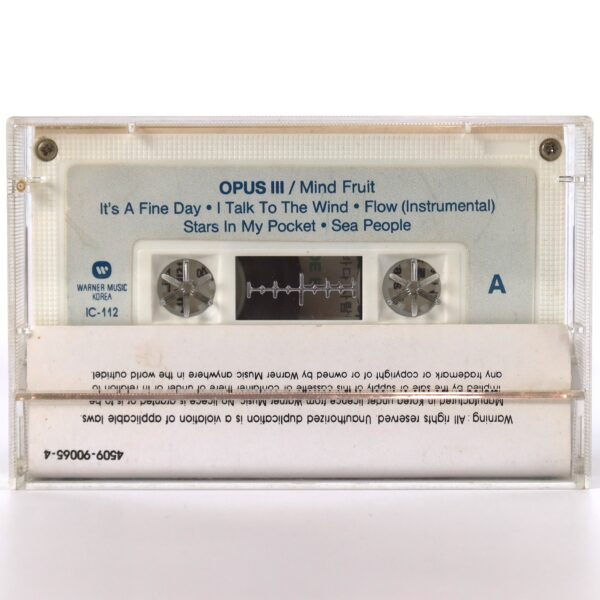 OPUS III / Mind Fruit
It's A Fine Day • I Talk To The Wind • Flow (Instrumental)
Stars In My Pocket • Sea People
WARNER MUSIC
KOREA
IC-112
A
4509-90065-4
Warning: All rights reserved. Unauthorized duplication is a violation of applicable laws.
Manufactured in Korea under licence from Warner Music. No licece is granted or is to be
implied by the sale or supply of this cassette or container there of under or in relation to
any trademark or copyright of or owned by Warner Music anywhere in the world outridel